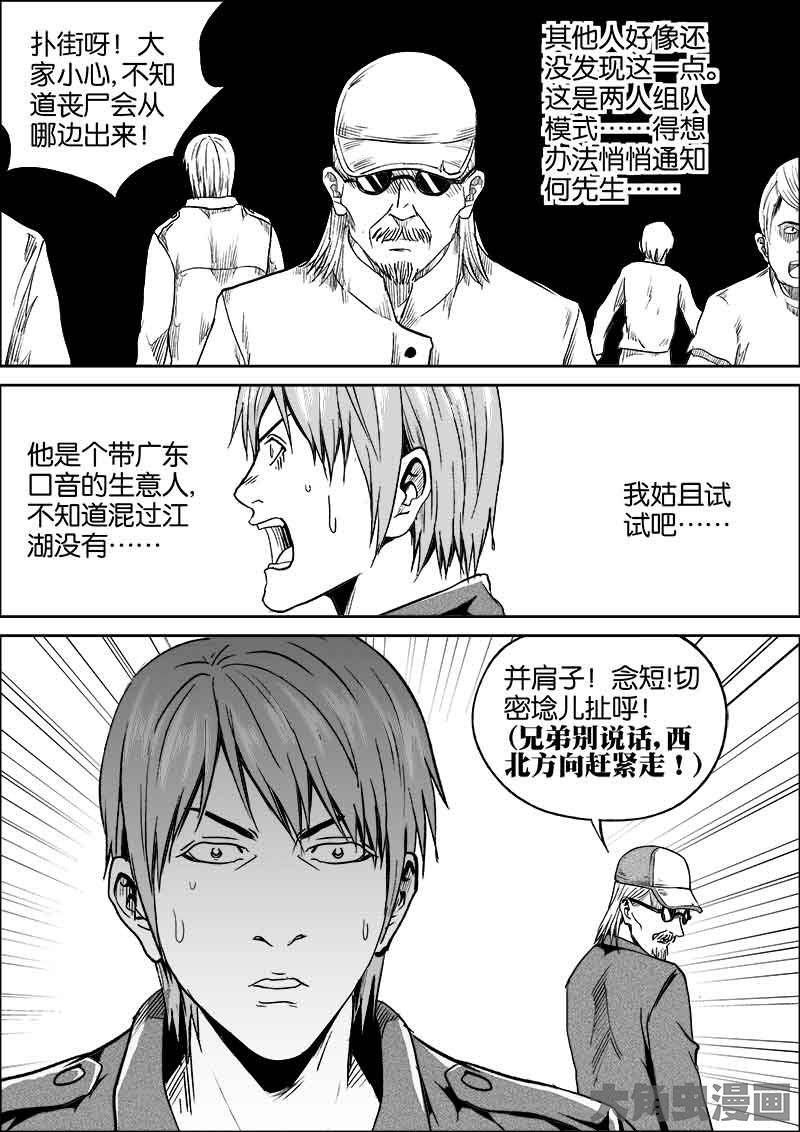 扑街呀！大
家小心,不知
道丧尸会从
哪边出来！
其他人好像还
没发现这一点。
这是两人组队
模式……得想
办法悄悄通知
何先生……
他是个带广东
口音的生意人,
不知道混过江
湖没有……
我姑且试
试吧……
并肩子！念短!切
密埝儿扯呼！
(兄弟别说话,西
北方向赶紧走！)
大角虫漫画